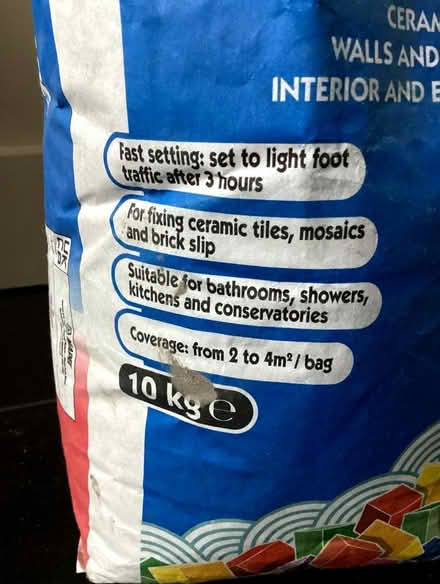 CERAM
WALLS AND
INTERIOR AND E
Fast setting: set to light foot
traffic after 3 hours
For fixing ceramic tiles, mosaics
and brick slip
Suitable for bathrooms, showers,
kitchens and conservatories
Coverage: from 2 to 4m²/ bag
10 kg e